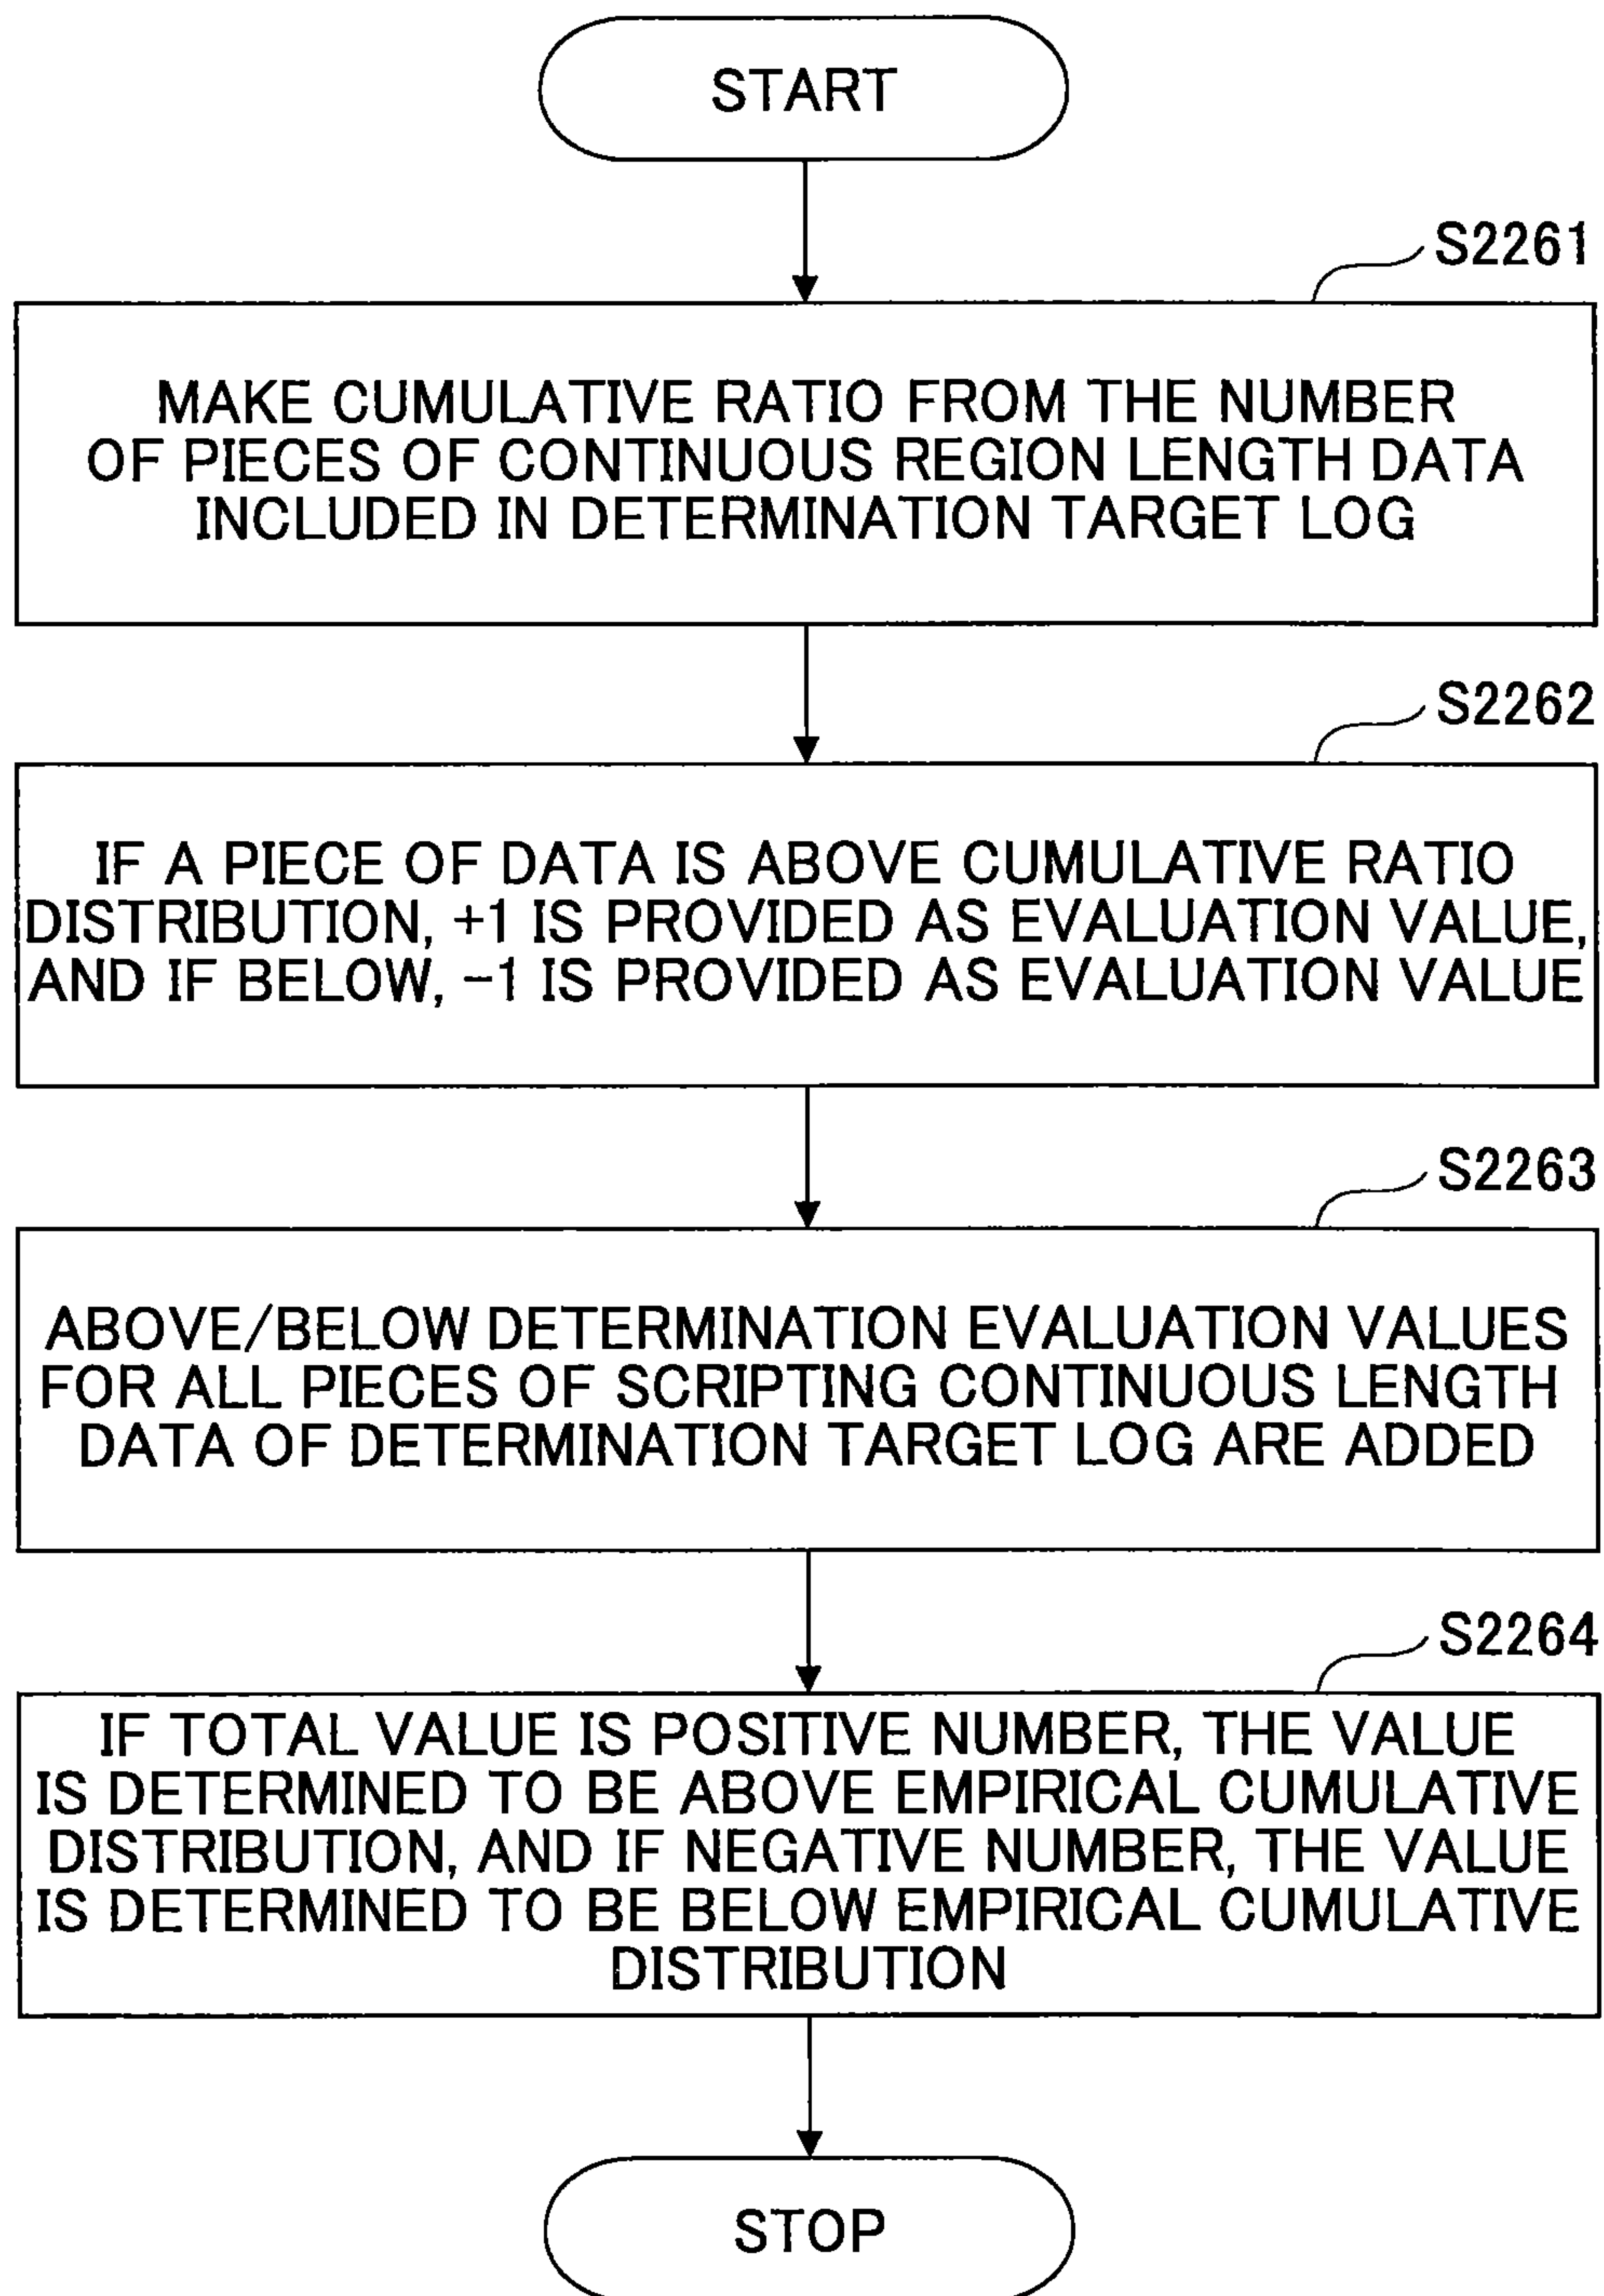 START
S2261
MAKE CUMULATIVE RATIO FROM THE NUMBER
OF PIECES OF CONTINUOUS REGION LENGTH DATA
INCLUDED IN DETERMINATION TARGET LOG
S2262
IF A PIECE OF DATA IS ABOVE CUMULATIVE RATIO
DISTRIBUTION, +1 IS PROVIDED AS EVALUATION VALUE,
AND IF BELOW, −1 IS PROVIDED AS EVALUATION VALUE
S2263
ABOVE/BELOW DETERMINATION EVALUATION VALUES
FOR ALL PIECES OF SCRIPTING CONTINUOUS LENGTH
DATA OF DETERMINATION TARGET LOG ARE ADDED
S2264
IF TOTAL VALUE IS POSITIVE NUMBER, THE VALUE
IS DETERMINED TO BE ABOVE EMPIRICAL CUMULATIVE
DISTRIBUTION, AND IF NEGATIVE NUMBER, THE VALUE
IS DETERMINED TO BE BELOW EMPIRICAL CUMULATIVE
DISTRIBUTION
STOP